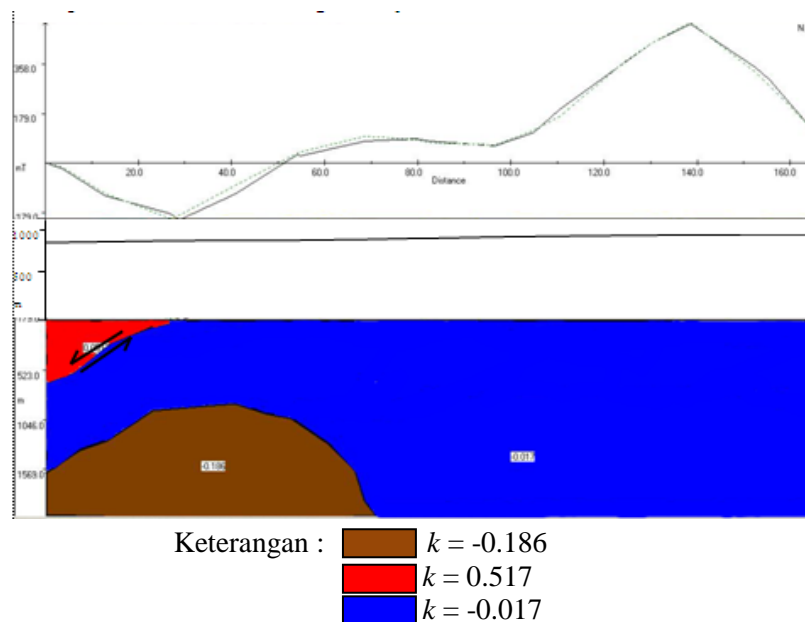 N
358.0
179.0
nT
20.0 40.0 60.0 80.0 100.0 120.0 140.0 160.0
Distance
-179.0
m
523.0
m
1046.0
-0.186
-0.017
1569.0
Keterangan : k = -0.186
k = 0.517
k = -0.017